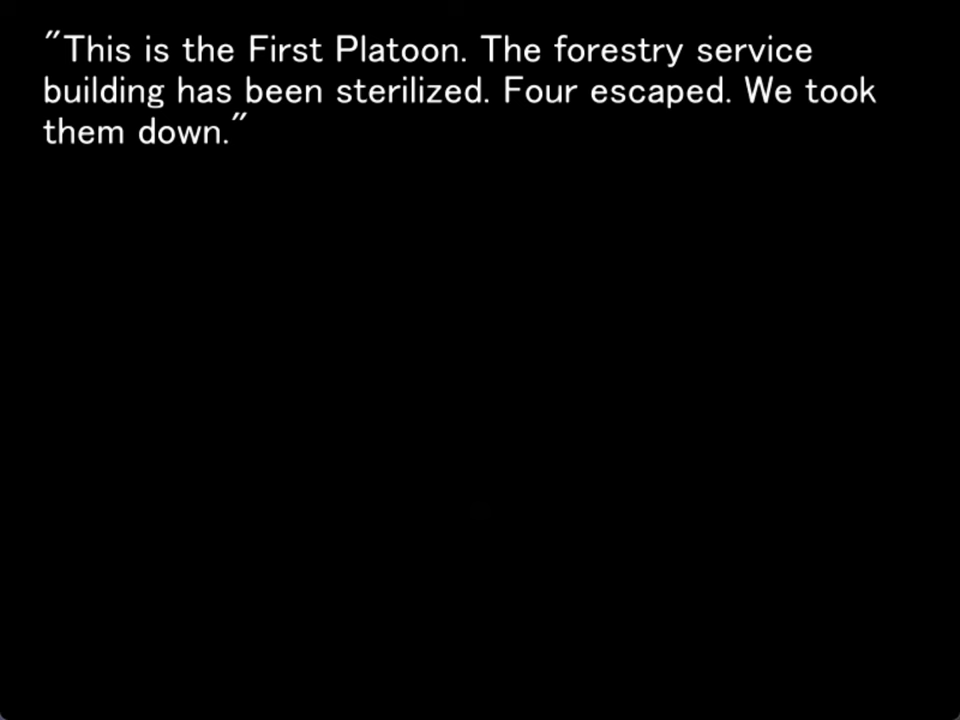 "This is the First Platoon. The forestry service
building has been sterilized. Four escaped. We took
them down."